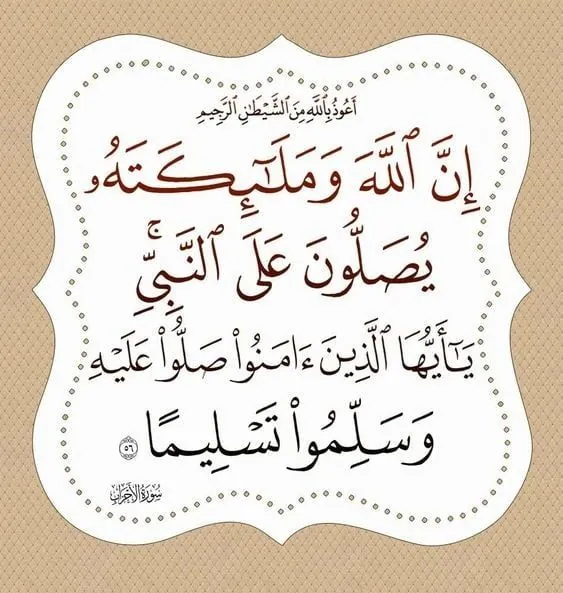 أَعُوذُ بِاللَّهِ مِنَ الشَّيْطَانِ الرَّجِيمِ
إِنَّ ٱللَّهَ وَمَلَـٰٓئِكَتَهُۥ
يُصَلُّونَ عَلَى ٱلنَّبِىِّۚ
يَـٰٓأَيُّهَا ٱلَّذِينَ ءَامَنُوا۟ صَلُّوا۟ عَلَيْهِ
وَسَلِّمُوا۟ تَسْلِيمًا ٥٦
سُورَةُ الأَحْزَابِ